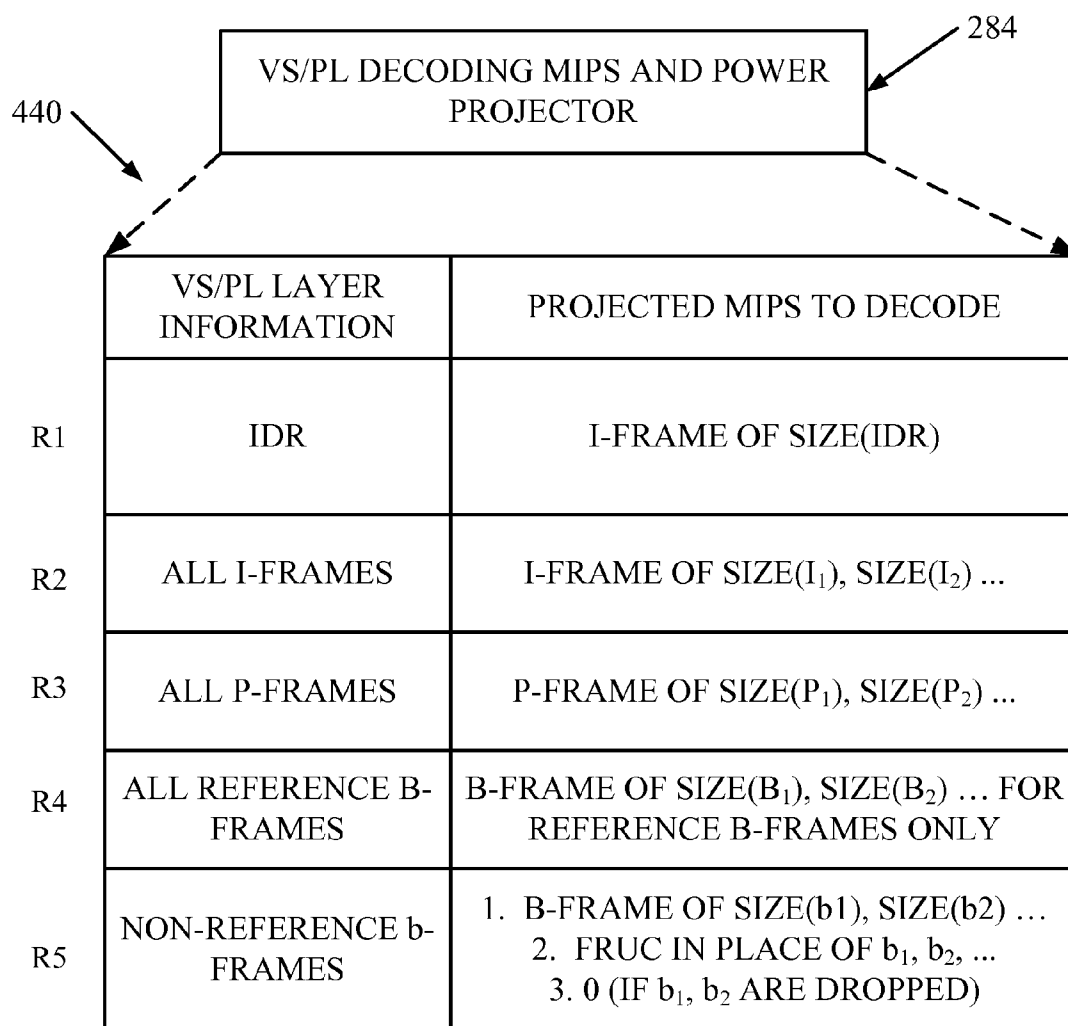 284
VS/PL DECODING MIPS AND POWER
PROJECTOR
440
VS/PL LAYER
INFORMATION
PROJECTED MIPS TO DECODE
R1
IDR
I-FRAME OF SIZE(IDR)
R2
ALL I-FRAMES
I-FRAME OF SIZE(I₁), SIZE(I₂) ...
R3
ALL P-FRAMES
P-FRAME OF SIZE(P₁), SIZE(P₂) ...
R4
ALL REFERENCE B-
FRAMES
B-FRAME OF SIZE(B₁), SIZE(B₂) … FOR
REFERENCE B-FRAMES ONLY
R5
NON-REFERENCE b-
FRAMES
1. B-FRAME OF SIZE(b1), SIZE(b2) …
2. FRUC IN PLACE OF b₁, b₂, ...
3. 0 (IF b₁, b₂ ARE DROPPED)